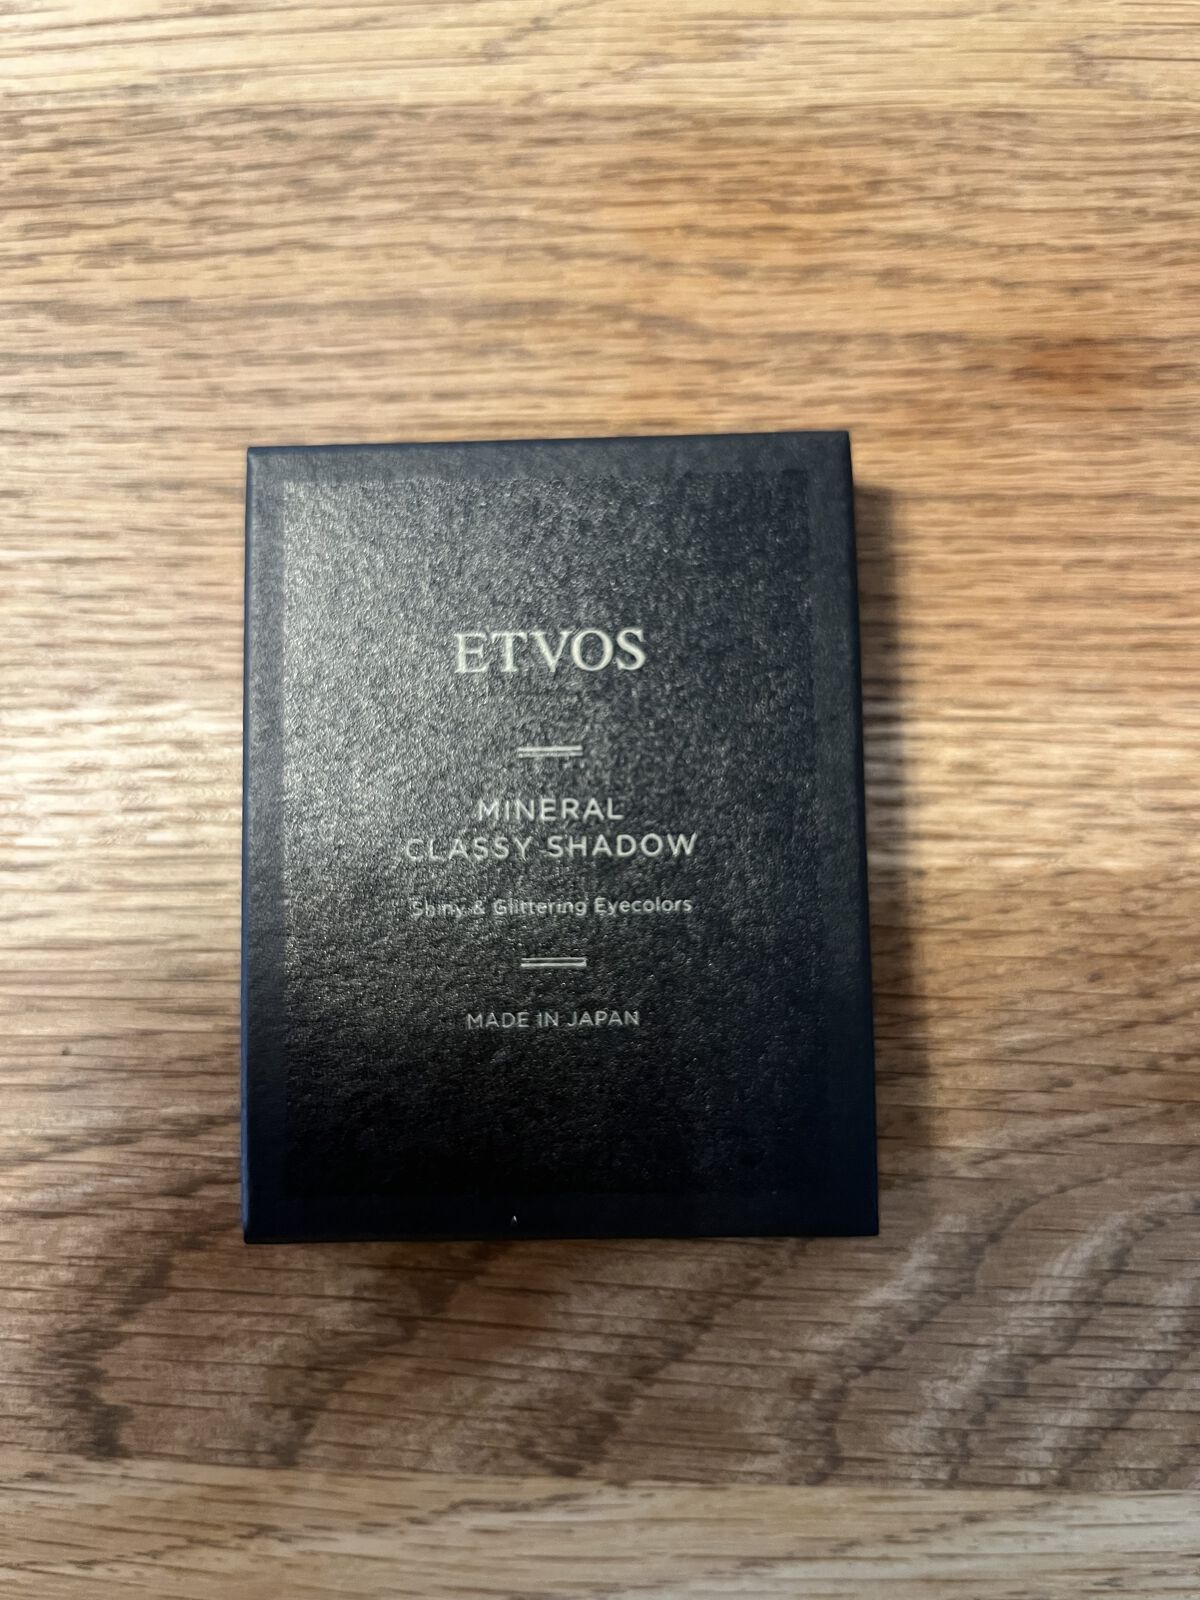 ETVOS
MINERAL
CLASSY SHADOW
Shiny & Glittering Eyecolors
MADE IN JAPAN